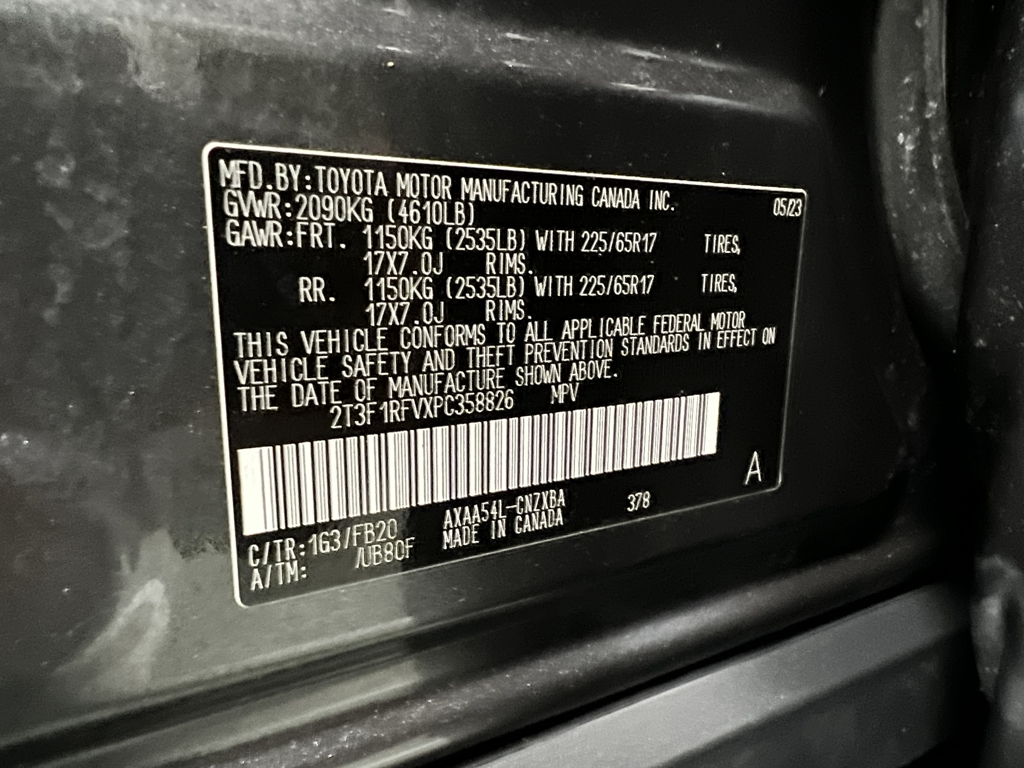 MFD.BY:TOYOTA MOTOR MANUFACTURING CANADA INC. 05/23
GVWR:2090KG (4610LB)
GAWR:FRT. 1150KG (2535LB) WITH 225/65R17 TIRES,
17X7.0J RIMS.
RR. 1150KG (2535LB) WITH 225/65R17 TIRES,
17X7.0J RIMS.
THIS VEHICLE CONFORMS TO ALL APPLICABLE FEDERAL MOTOR
VEHICLE SAFETY AND THEFT PREVENTION STANDARDS IN EFFECT ON
THE DATE OF MANUFACTURE SHOWN ABOVE.
2T3F1RFVXPC358826 MPV
A
C/TR:1G3/FB20 AXAA54L-CNZXBA 378
A/TM: /UB80F MADE IN CANADA